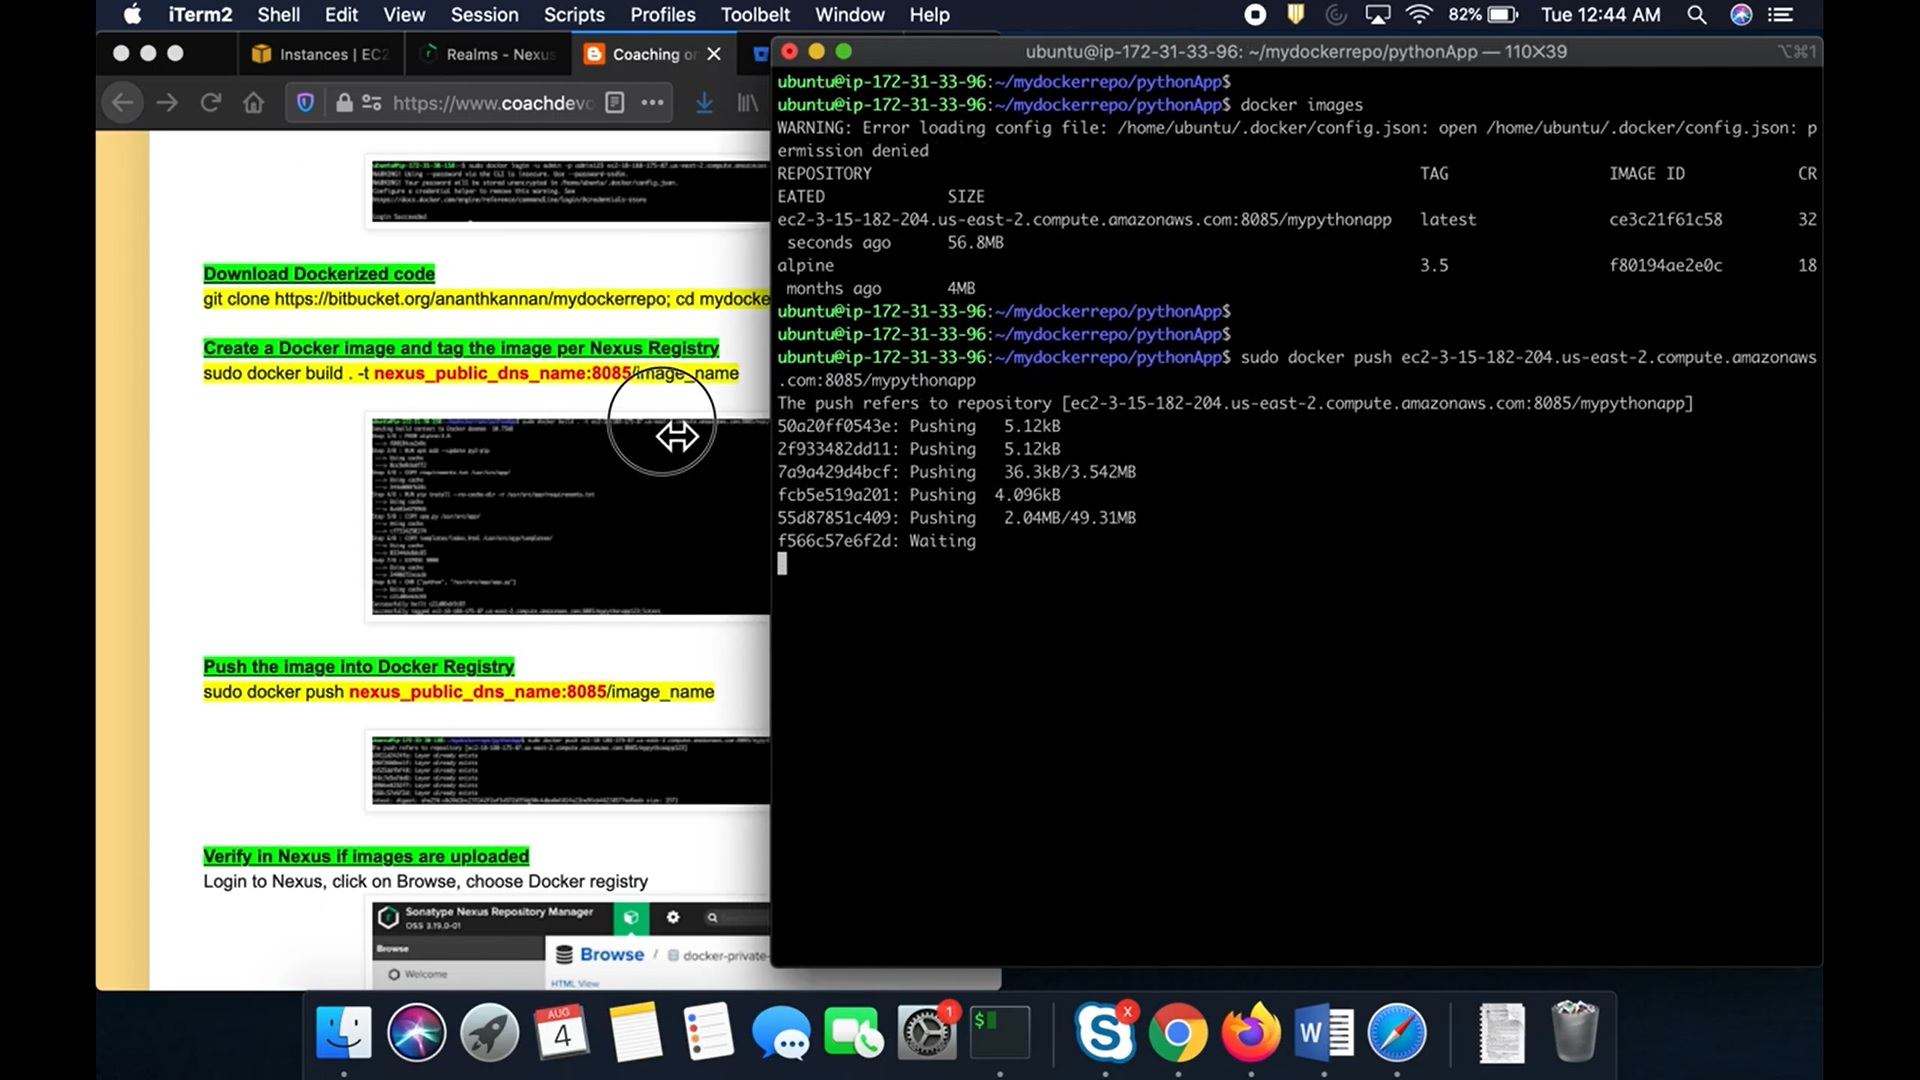 iTerm2 Shell Edit View Session Scripts Profiles Toolbelt Window Help 82% Tue 12:44 AM
Instances | EC2 Realms - Nexus Coaching on
https://www.coachdevo
Download Dockerized code
git clone https://bitbucket.org/ananthkannan/mydockerrepo; cd mydocke
Create a Docker image and tag the image per Nexus Registry
sudo docker build . -t nexus_public_dns_name:8085/image_name
Push the image into Docker Registry
sudo docker push nexus_public_dns_name:8085/image_name
Verify in Nexus if images are uploaded
Login to Nexus, click on Browse, choose Docker registry
Sonatype Nexus Repository Manager
OSS 3.19.0-01
Browse
Browse / docker-private-
Welcome
HTML View
ubuntu@ip-172-31-33-96: ~/mydockerrepo/pythonApp — 110×39 ⌥⌘1
ubuntu@ip-172-31-33-96:~/mydockerrepo/pythonApp$
ubuntu@ip-172-31-33-96:~/mydockerrepo/pythonApp$ docker images
WARNING: Error loading config file: /home/ubuntu/.docker/config.json: open /home/ubuntu/.docker/config.json: p
ermission denied
REPOSITORY TAG IMAGE ID CR
EATED SIZE
ec2-3-15-182-204.us-east-2.compute.amazonaws.com:8085/mypythonapp latest ce3c21f61c58 32
seconds ago 56.8MB
alpine 3.5 f80194ae2e0c 18
months ago 4MB
ubuntu@ip-172-31-33-96:~/mydockerrepo/pythonApp$
ubuntu@ip-172-31-33-96:~/mydockerrepo/pythonApp$
ubuntu@ip-172-31-33-96:~/mydockerrepo/pythonApp$ sudo docker push ec2-3-15-182-204.us-east-2.compute.amazonaws
.com:8085/mypythonapp
The push refers to repository [ec2-3-15-182-204.us-east-2.compute.amazonaws.com:8085/mypythonapp]
50a20ff0543e: Pushing 5.12kB
2f933482dd11: Pushing 5.12kB
7a9a429d4bcf: Pushing 36.3kB/3.542MB
fcb5e519a201: Pushing 4.096kB
55d87851c409: Pushing 2.04MB/49.31MB
f566c57e6f2d: Waiting
AUG
4
1
$
X